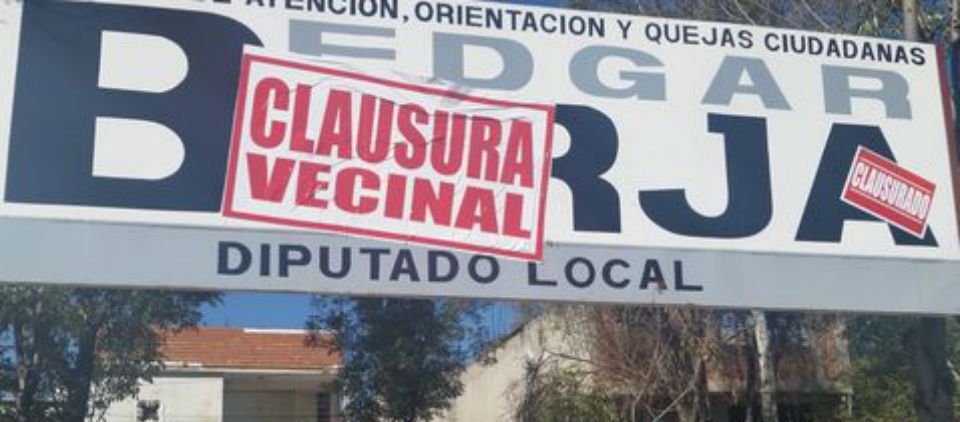 ATENCION, ORIENTACION Y QUEJAS CIUDADANAS
EDGAR
B RJA
CLAUSURA
VECINAL
CLAUSURADO
DIPUTADO LOCAL